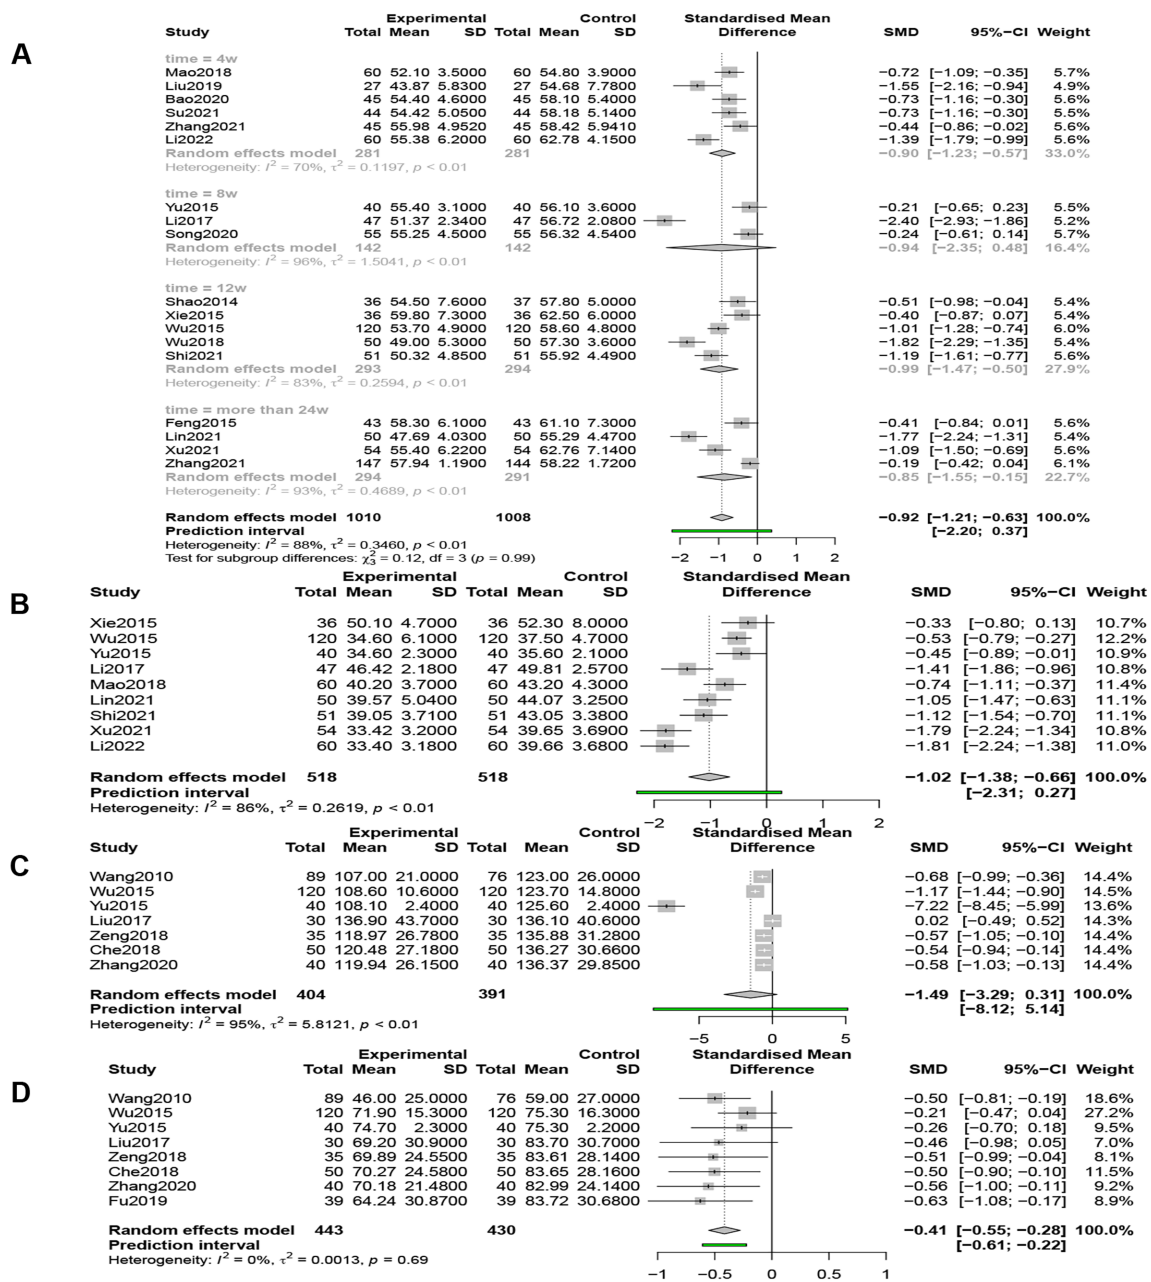 A
Experimental Control Standardised Mean
Study Total Mean SD Total Mean SD Difference SMD 95%−CI Weight
time = 4w
Mao2018 60 52.10 3.5000 60 54.80 3.9000 −0.72 [−1.09; −0.35] 5.7%
Liu2019 27 43.87 5.8300 27 54.68 7.7800 −1.55 [−2.16; −0.94] 4.9%
Bao2020 45 54.40 4.6000 45 58.10 5.4000 −0.73 [−1.16; −0.30] 5.6%
Su2021 44 54.42 5.0500 44 58.18 5.1400 −0.73 [−1.16; −0.30] 5.5%
Zhang2021 45 55.98 4.9520 45 58.42 5.9410 −0.44 [−0.86; −0.02] 5.6%
Li2022 60 55.38 6.2000 60 62.78 4.1500 −1.39 [−1.79; −0.99] 5.6%
Random effects model 281 281 −0.90 [−1.23; −0.57] 33.0%
Heterogeneity: I² = 70%, τ² = 0.1197, p < 0.01
time = 8w
Yu2015 40 55.40 3.1000 40 56.10 3.6000 −0.21 [−0.65; 0.23] 5.5%
Li2017 47 51.37 2.3400 47 56.72 2.0800 −2.40 [−2.93; −1.86] 5.2%
Song2020 55 55.25 4.5000 55 56.32 4.5400 −0.24 [−0.61; 0.14] 5.7%
Random effects model 142 142 −0.94 [−2.35; 0.48] 16.4%
Heterogeneity: I² = 96%, τ² = 1.5041, p < 0.01
time = 12w
Shao2014 36 54.50 7.6000 37 57.80 5.0000 −0.51 [−0.98; −0.04] 5.4%
Xie2015 36 59.80 7.3000 36 62.50 6.0000 −0.40 [−0.87; 0.07] 5.4%
Wu2015 120 53.70 4.9000 120 58.60 4.8000 −1.01 [−1.28; −0.74] 6.0%
Wu2018 50 49.00 5.3000 50 57.30 3.6000 −1.82 [−2.29; −1.35] 5.4%
Shi2021 51 50.32 4.8500 51 55.92 4.4900 −1.19 [−1.61; −0.77] 5.6%
Random effects model 293 294 −0.99 [−1.47; −0.50] 27.9%
Heterogeneity: I² = 83%, τ² = 0.2594, p < 0.01
time = more than 24w
Feng2015 43 58.30 6.1000 43 61.10 7.3000 −0.41 [−0.84; 0.01] 5.6%
Lin2021 50 47.69 4.0300 50 55.29 4.4700 −1.77 [−2.24; −1.31] 5.4%
Xu2021 54 55.40 6.2200 54 62.76 7.1400 −1.09 [−1.50; −0.69] 5.6%
Zhang2021 147 57.94 1.1900 144 58.22 1.7200 −0.19 [−0.42; 0.04] 6.1%
Random effects model 294 291 −0.85 [−1.55; −0.15] 22.7%
Heterogeneity: I² = 93%, τ² = 0.4689, p < 0.01
Random effects model 1010 1008 −0.92 [−1.21; −0.63] 100.0%
Prediction interval [−2.20; 0.37]
Heterogeneity: I² = 88%, τ² = 0.3460, p < 0.01
−2 −1 0 1 2
Test for subgroup differences: χ²₃ = 0.12, df = 3 (p = 0.99)
B
Experimental Control Standardised Mean
Study Total Mean SD Total Mean SD Difference SMD 95%−CI Weight
Xie2015 36 50.10 4.7000 36 52.30 8.0000 −0.33 [−0.80; 0.13] 10.7%
Wu2015 120 34.60 6.1000 120 37.50 4.7000 −0.53 [−0.79; −0.27] 12.2%
Yu2015 40 34.60 2.3000 40 35.60 2.1000 −0.45 [−0.89; −0.01] 10.9%
Li2017 47 46.42 2.1800 47 49.81 2.5700 −1.41 [−1.86; −0.96] 10.8%
Mao2018 60 40.20 3.7000 60 43.20 4.3000 −0.74 [−1.11; −0.37] 11.4%
Lin2021 50 39.57 5.0400 50 44.07 3.2500 −1.05 [−1.47; −0.63] 11.1%
Shi2021 51 39.05 3.7100 51 43.05 3.3800 −1.12 [−1.54; −0.70] 11.1%
Xu2021 54 33.42 3.2000 54 39.65 3.6900 −1.79 [−2.24; −1.34] 10.8%
Li2022 60 33.40 3.1800 60 39.66 3.6800 −1.81 [−2.24; −1.38] 11.0%
Random effects model 518 518 −1.02 [−1.38; −0.66] 100.0%
Prediction interval [−2.31; 0.27]
Heterogeneity: I² = 86%, τ² = 0.2619, p < 0.01
−2 −1 0 1 2
C
Experimental Control Standardised Mean
Study Total Mean SD Total Mean SD Difference SMD 95%−CI Weight
Wang2010 89 107.00 21.0000 76 123.00 26.0000 −0.68 [−0.99; −0.36] 14.4%
Wu2015 120 108.60 10.6000 120 123.70 14.8000 −1.17 [−1.44; −0.90] 14.5%
Yu2015 40 108.10 2.4000 40 125.60 2.4000 −7.22 [−8.45; −5.99] 13.6%
Liu2017 30 136.90 43.7000 30 136.10 40.6000 0.02 [−0.49; 0.52] 14.3%
Zeng2018 35 118.97 26.7800 35 135.88 31.2800 −0.57 [−1.05; −0.10] 14.4%
Che2018 50 120.48 27.1800 50 136.27 30.6600 −0.54 [−0.94; −0.14] 14.4%
Zhang2020 40 119.94 26.1500 40 136.37 29.8500 −0.58 [−1.03; −0.13] 14.4%
Random effects model 404 391 −1.49 [−3.29; 0.31] 100.0%
Prediction interval [−8.12; 5.14]
Heterogeneity: I² = 95%, τ² = 5.8121, p < 0.01
−5 0 5
D
Experimental Control Standardised Mean
Study Total Mean SD Total Mean SD Difference SMD 95%−CI Weight
Wang2010 89 46.00 25.0000 76 59.00 27.0000 −0.50 [−0.81; −0.19] 18.6%
Wu2015 120 71.90 15.3000 120 75.30 16.3000 −0.21 [−0.47; 0.04] 27.2%
Yu2015 40 74.70 2.3000 40 75.30 2.2000 −0.26 [−0.70; 0.18] 9.5%
Liu2017 30 69.20 30.9000 30 83.70 30.7000 −0.46 [−0.98; 0.05] 7.0%
Zeng2018 35 69.89 24.5500 35 83.61 28.1400 −0.51 [−0.99; −0.04] 8.1%
Che2018 50 70.27 24.5800 50 83.65 28.1600 −0.50 [−0.90; −0.10] 11.5%
Zhang2020 40 70.18 21.4800 40 82.99 24.1400 −0.56 [−1.00; −0.11] 9.2%
Fu2019 39 64.24 30.8700 39 83.72 30.6800 −0.63 [−1.08; −0.17] 8.9%
Random effects model 443 430 −0.41 [−0.55; −0.28] 100.0%
Prediction interval [−0.61; −0.22]
Heterogeneity: I² = 0%, τ² = 0.0013, p = 0.69
−1 −0.5 0 0.5 1